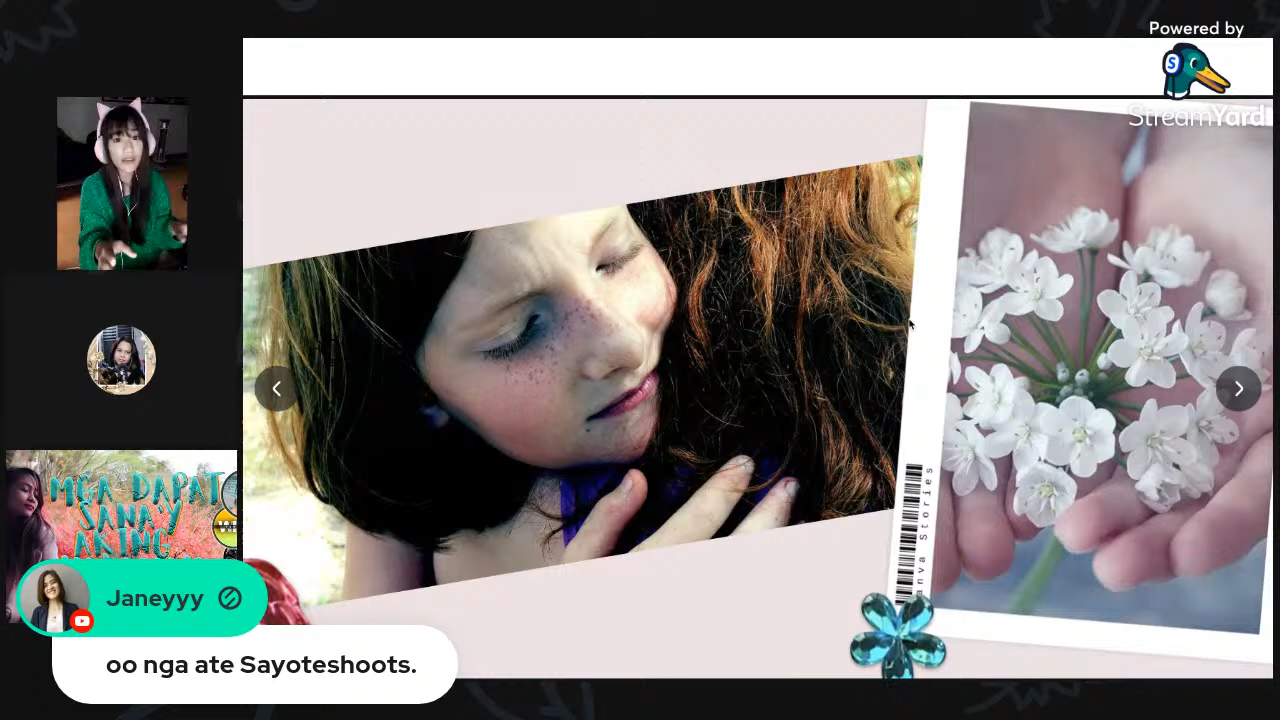 Powered by
StreamYard
MGA DAPAT
SANA'Y
AKING
anva Stories
Janeyyy
oo nga ate Sayoteshoots.